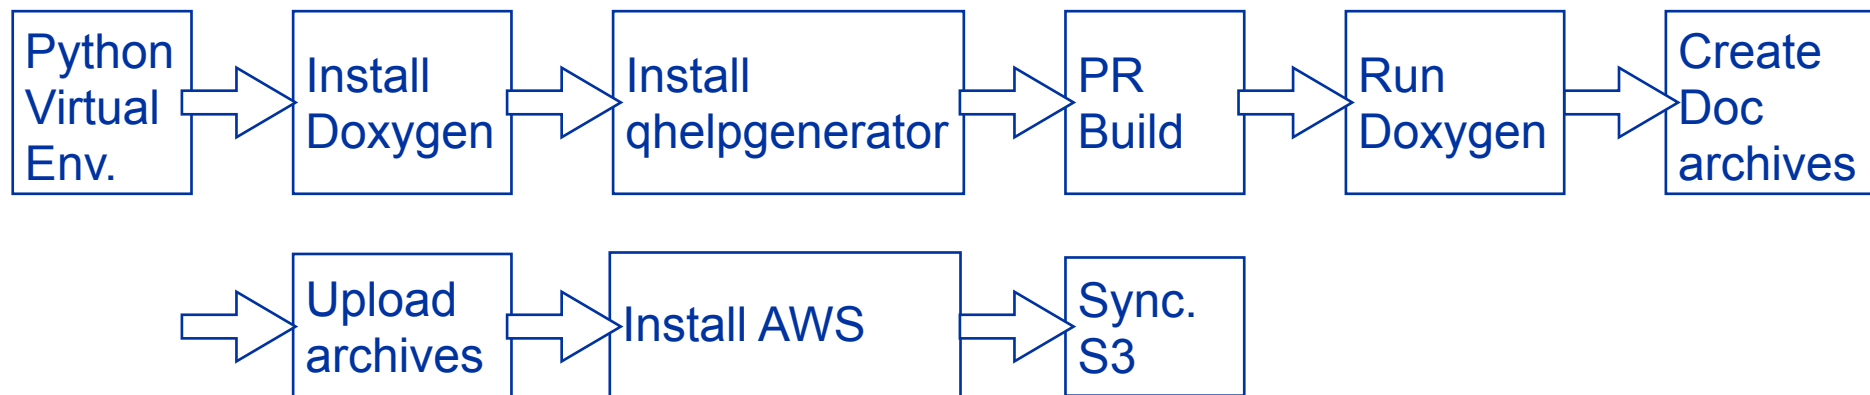 Python
Virtual
Env.
Install
Doxygen
Install
qhelpgenerator
PR
Build
Run
Doxygen
Create
Doc
archives
Upload
archives
Install AWS
Sync.
S3